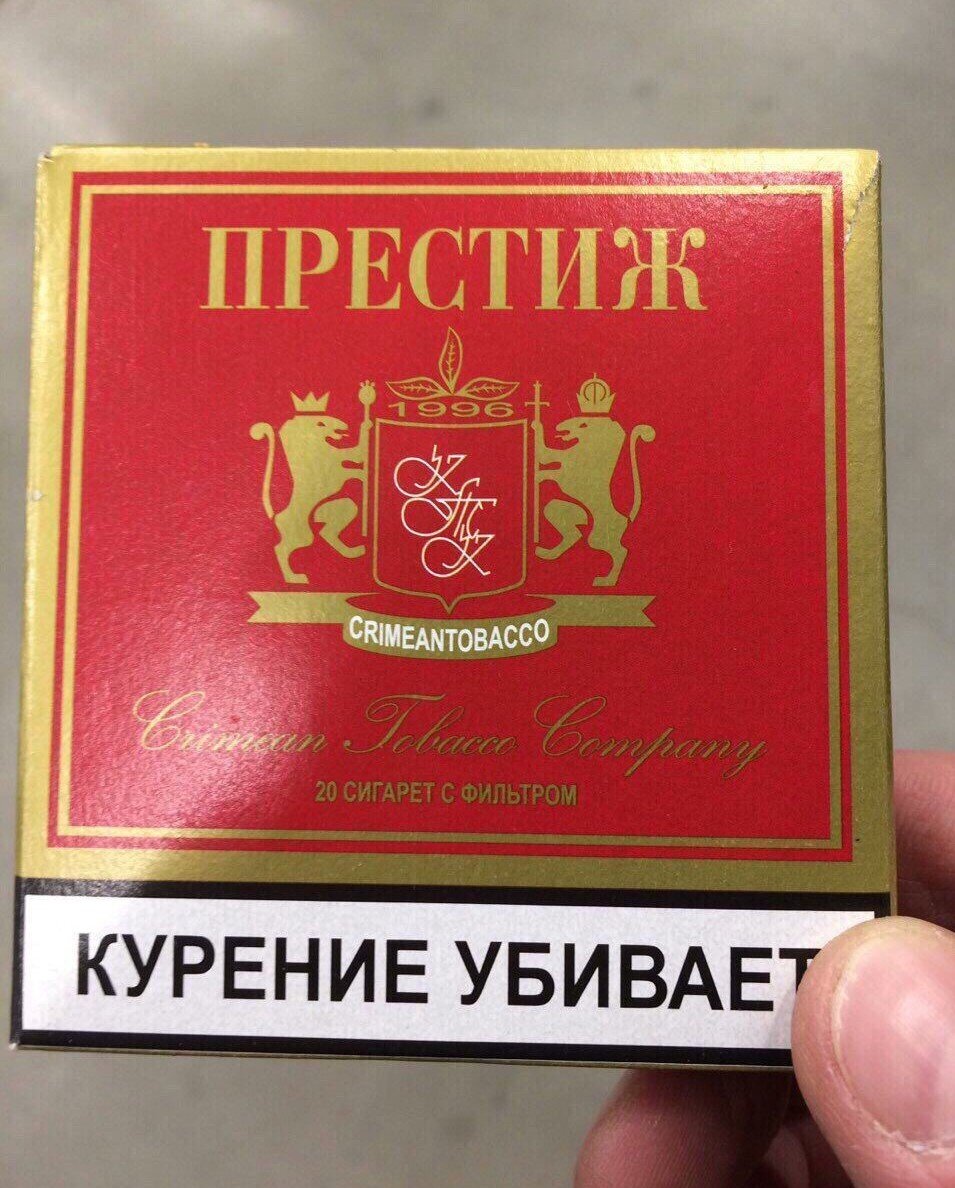 ПРЕСТИЖ
1996
CRIMEANTOBACCO
Crimean Tobacco Company
20 СИГАРЕТ С ФИЛЬТРОМ
КУРЕНИЕ УБИВАЕТ